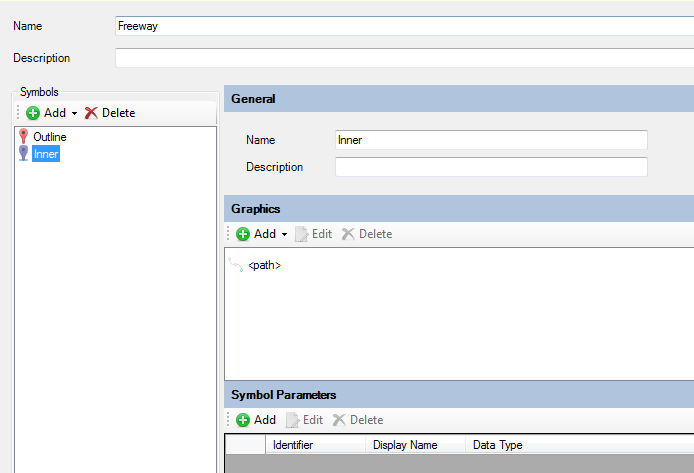 Name Freeway
Description
Symbols
Add Delete
Outline
Inner
General
Name Inner
Description
Graphics
Add Edit Delete
<path>
Symbol Parameters
Add Edit Delete
Identifier Display Name Data Type